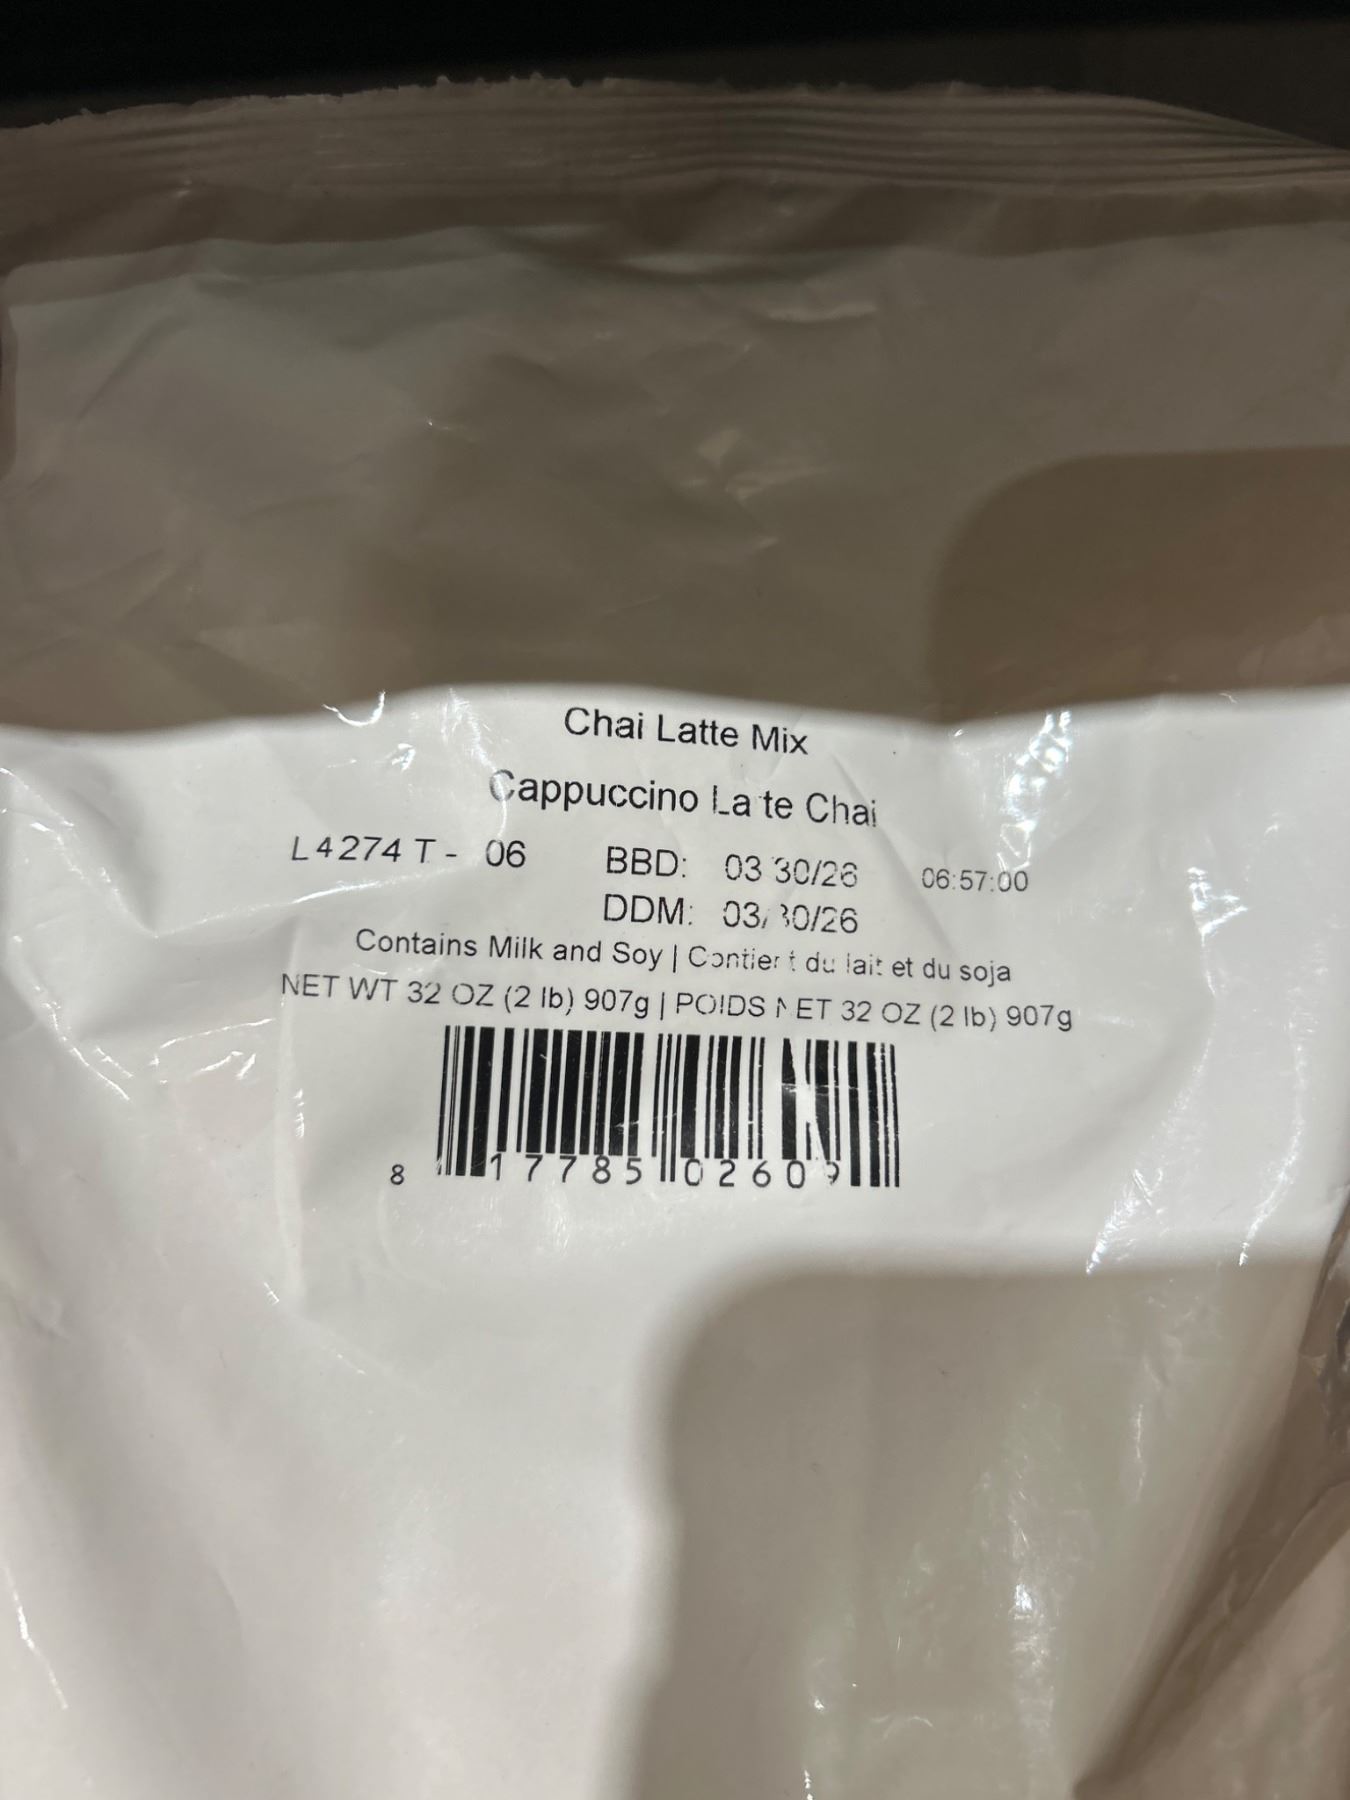 Chai Latte Mix
Cappuccino Latte Chai
L4274 T - 06 BBD: 03/30/26 06:57:00
DDM: 03/30/26
Contains Milk and Soy | Contient du lait et du soja
NET WT 32 OZ (2 lb) 907g | POIDS NET 32 OZ (2 lb) 907g
8 17785 02609